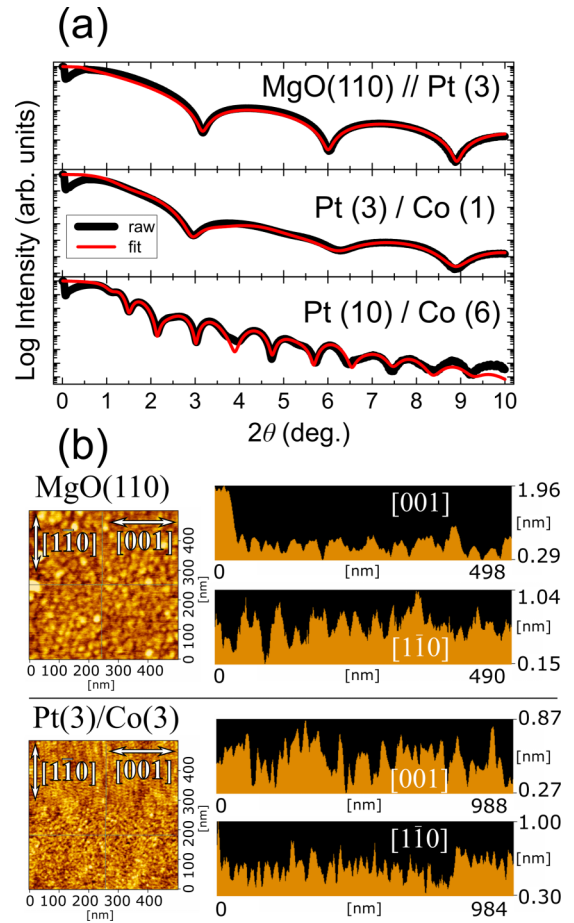 (a)
MgO(110) // Pt (3)
Pt (3) / Co (1)
raw
fit
Pt (10) / Co (6)
Log Intensity (arb. units)
0 1 2 3 4 5 6 7 8 9 10
2θ (deg.)
(b)
MgO(110)
[11̄0] [001]
0 100 200 300 400
[nm]
0 100 200 300 400
[nm]
[001]
1.96
[nm]
0.29
0 [nm] 498
1.04
[nm]
[11̄0]
0.15
0 [nm] 490
Pt(3)/Co(3)
[11̄0] [001]
0 100 200 300 400
[nm]
0 100 200 300 400
[nm]
0.87
[nm]
[001]
0.27
0 [nm] 988
[11̄0]
1.00
[nm]
0.30
0 [nm] 984